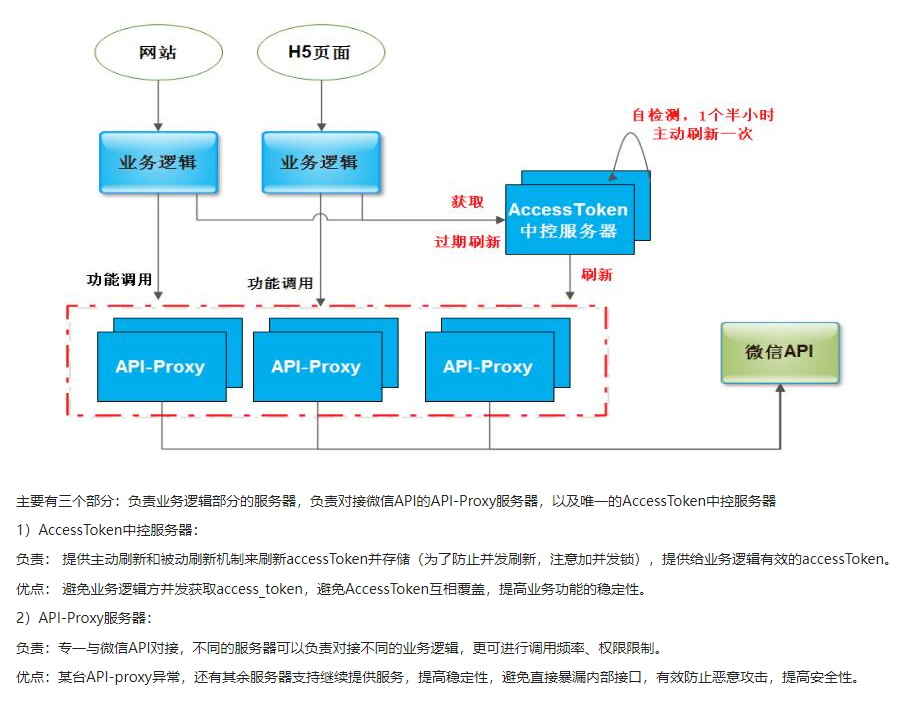 网站
H5页面
自检测，1个半小时
主动刷新一次
业务逻辑
业务逻辑
获取
AccessToken
中控服务器
过期刷新
功能调用
功能调用
刷新
API-Proxy
API-Proxy
API-Proxy
微信API
主要有三个部分：负责业务逻辑部分的服务器，负责对接微信API的API-Proxy服务器，以及唯一的AccessToken中控服务器
1）AccessToken中控服务器：
负责： 提供主动刷新和被动刷新机制来刷新accessToken并存储（为了防止并发刷新，注意加并发锁），提供给业务逻辑有效的accessToken。
优点： 避免业务逻辑方并发获取access_token，避免AccessToken互相覆盖，提高业务功能的稳定性。
2）API-Proxy服务器：
负责：专一与微信API对接，不同的服务器可以负责对接不同的业务逻辑，更可进行调用频率、权限限制。
优点：某台API-proxy异常，还有其余服务器支持继续提供服务，提高稳定性，避免直接暴漏内部接口，有效防止恶意攻击，提高安全性。